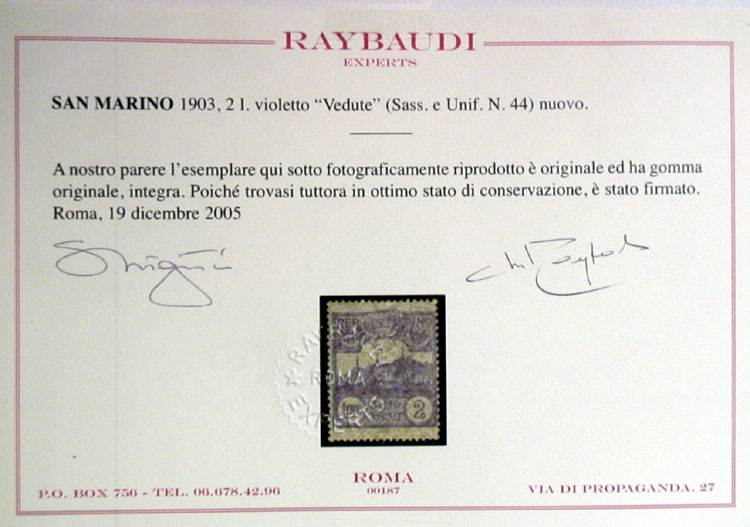 RAYBAUDI
EXPERTS
SAN MARINO 1903, 2 l. violetto “Vedute” (Sass. e Unif. N. 44) nuovo.
A nostro parere l’esemplare qui sotto fotograficamente riprodotto è originale ed ha gomma
originale, integra. Poiché trovasi tuttora in ottimo stato di conservazione, è stato firmato.
Roma, 19 dicembre 2005
ROMA
2
ROMA
00187
P.O. BOX 756 - TEL. 06.678.42.96
VIA DI PROPAGANDA, 27